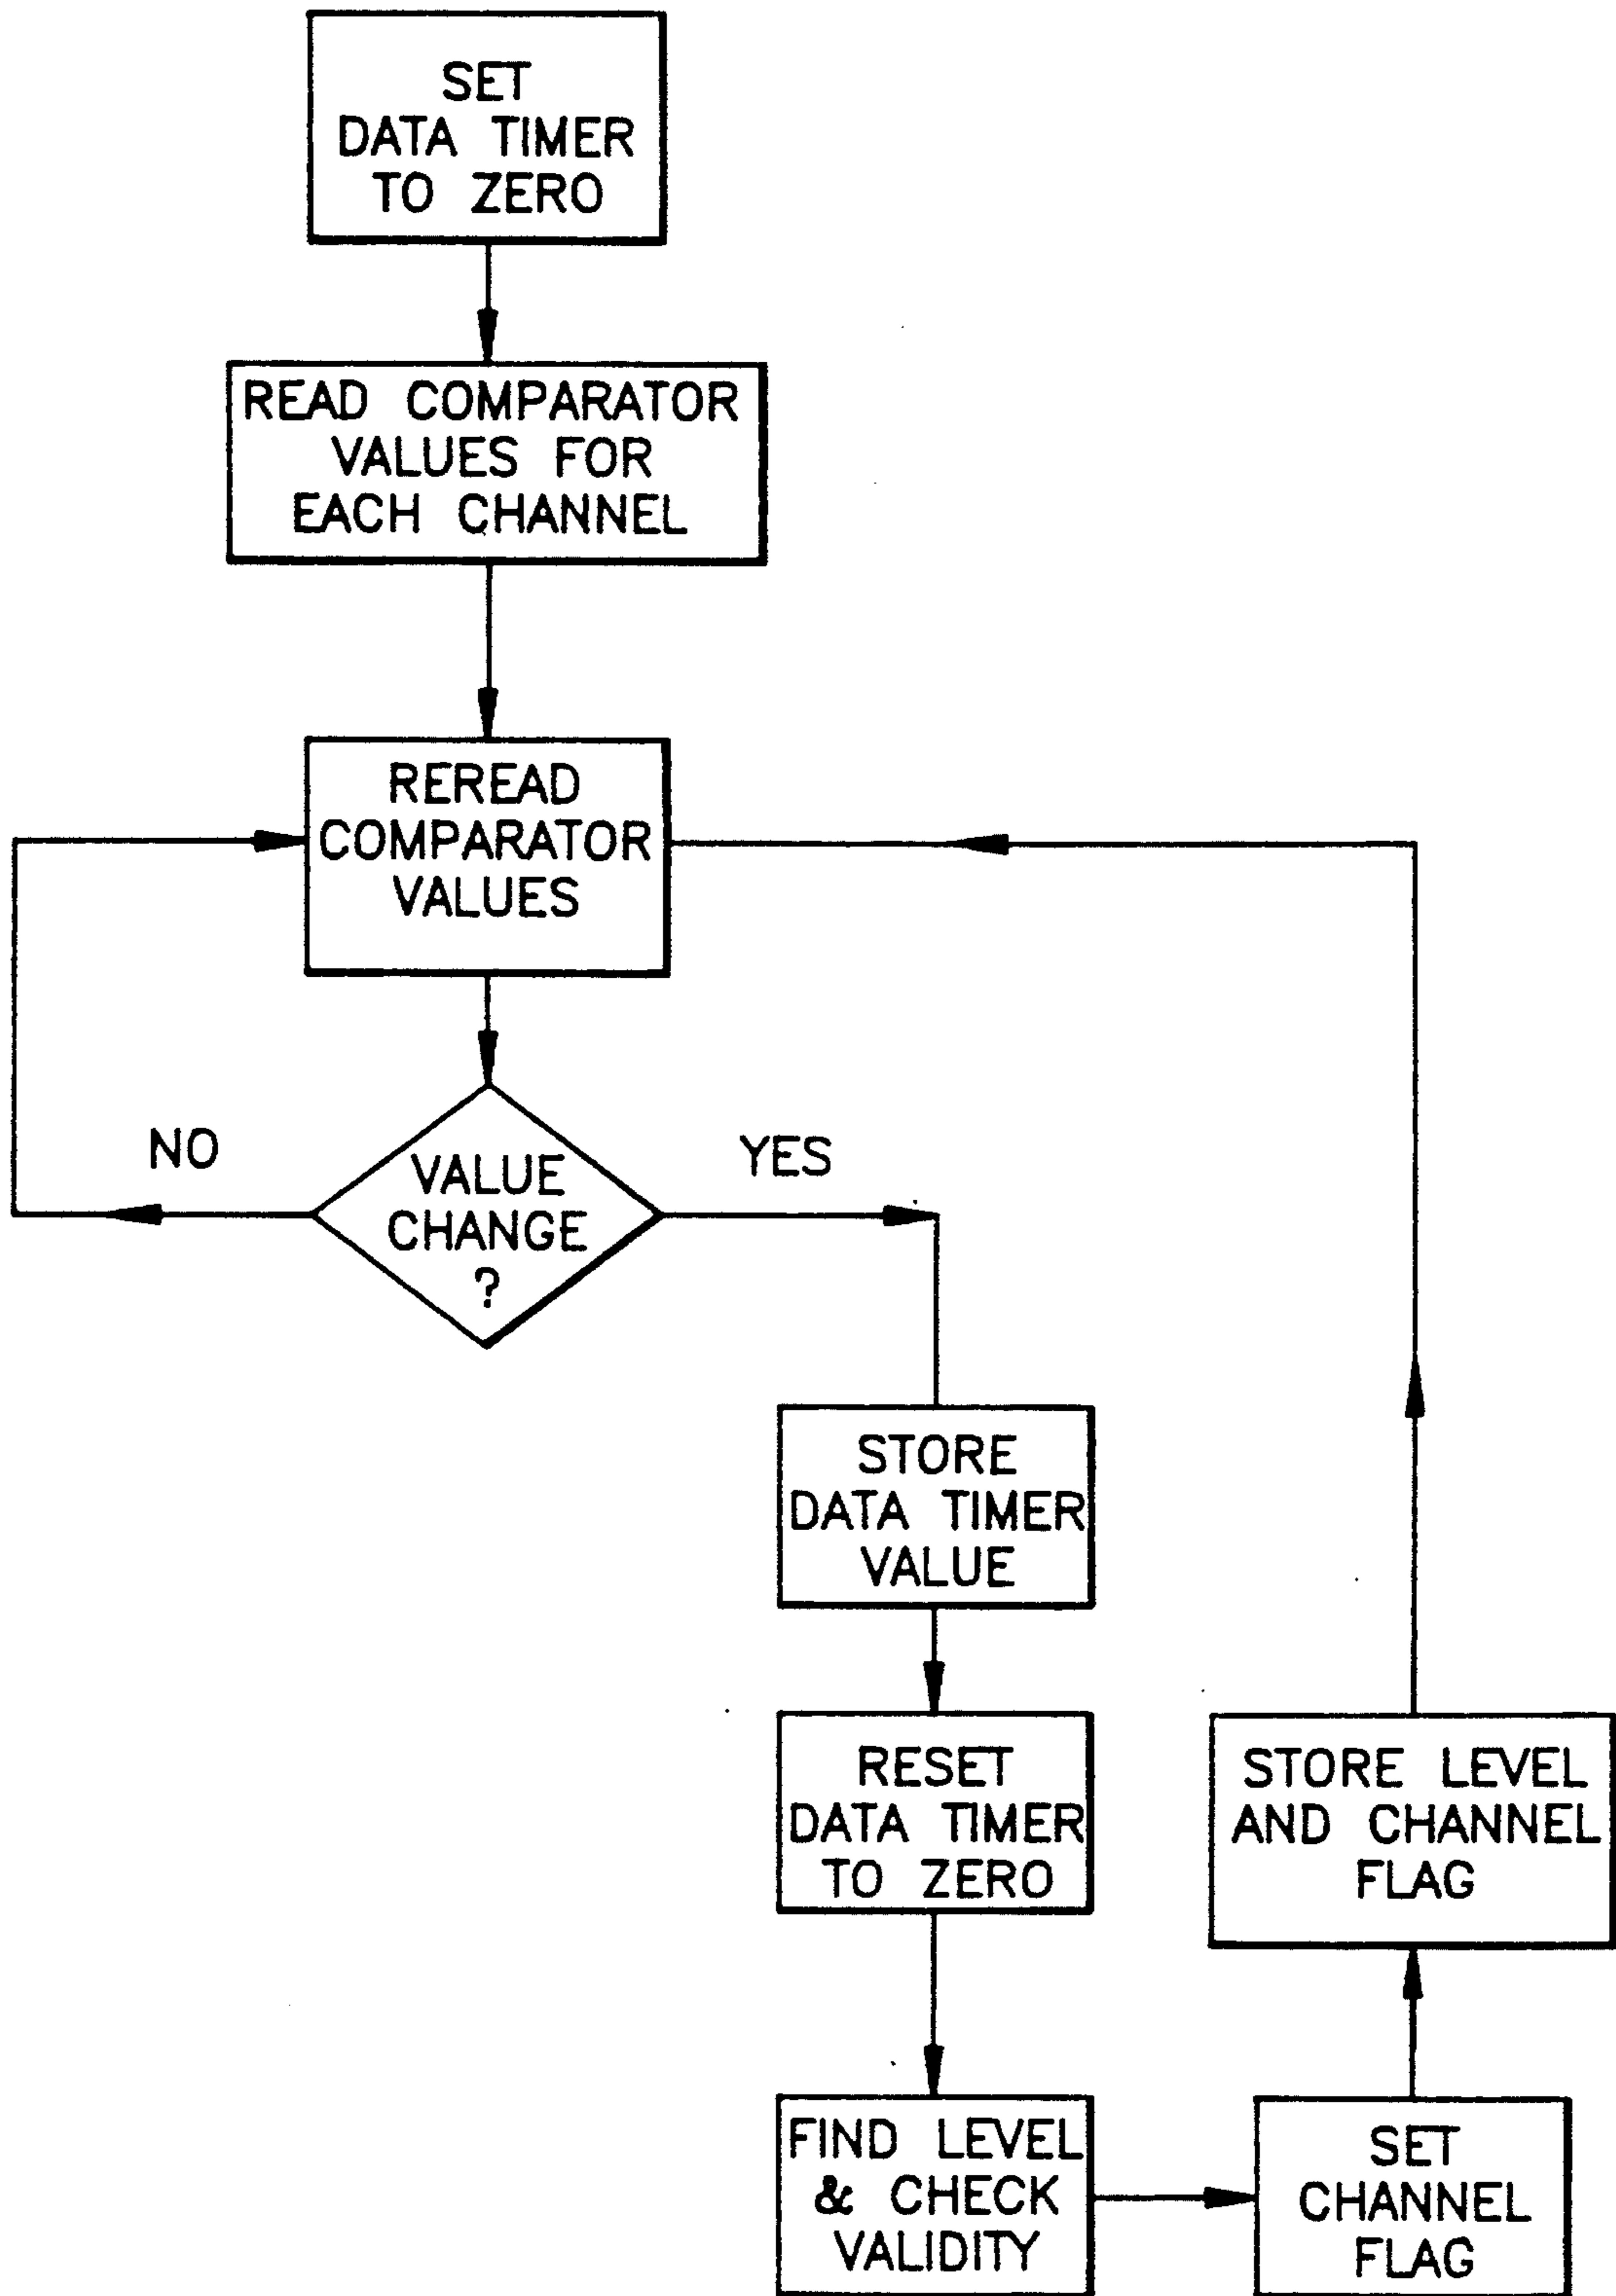 SET
DATA TIMER
TO ZERO
READ COMPARATOR
VALUES FOR
EACH CHANNEL
REREAD
COMPARATOR
VALUES
NO
YES
VALUE
CHANGE
?
STORE
DATA TIMER
VALUE
RESET
DATA TIMER
TO ZERO
STORE LEVEL
AND CHANNEL
FLAG
FIND LEVEL
& CHECK
VALIDITY
SET
CHANNEL
FLAG